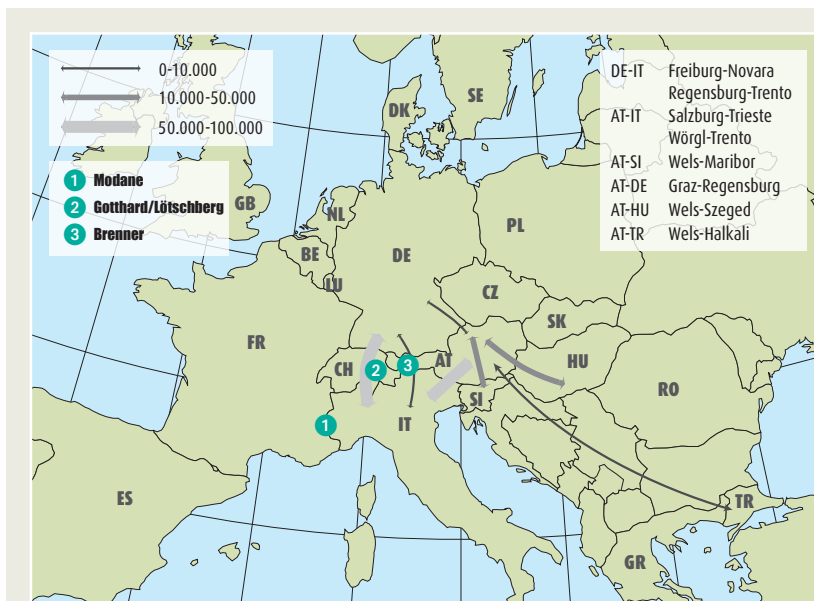 0-10.000
10.000-50.000
50.000-100.000
1 Modane
2 Gotthard/Lötschberg
3 Brenner
DE-IT Freiburg-Novara
Regensburg-Trento
AT-IT Salzburg-Trieste
Wörgl-Trento
AT-SI Wels-Maribor
AT-DE Graz-Regensburg
AT-HU Wels-Szeged
AT-TR Wels-Halkali
DK
SE
GB
NL
PL
BE
DE
LU
CZ
SK
FR
CH
2
3
AT
HU
RO
SI
1
IT
ES
TR
GR